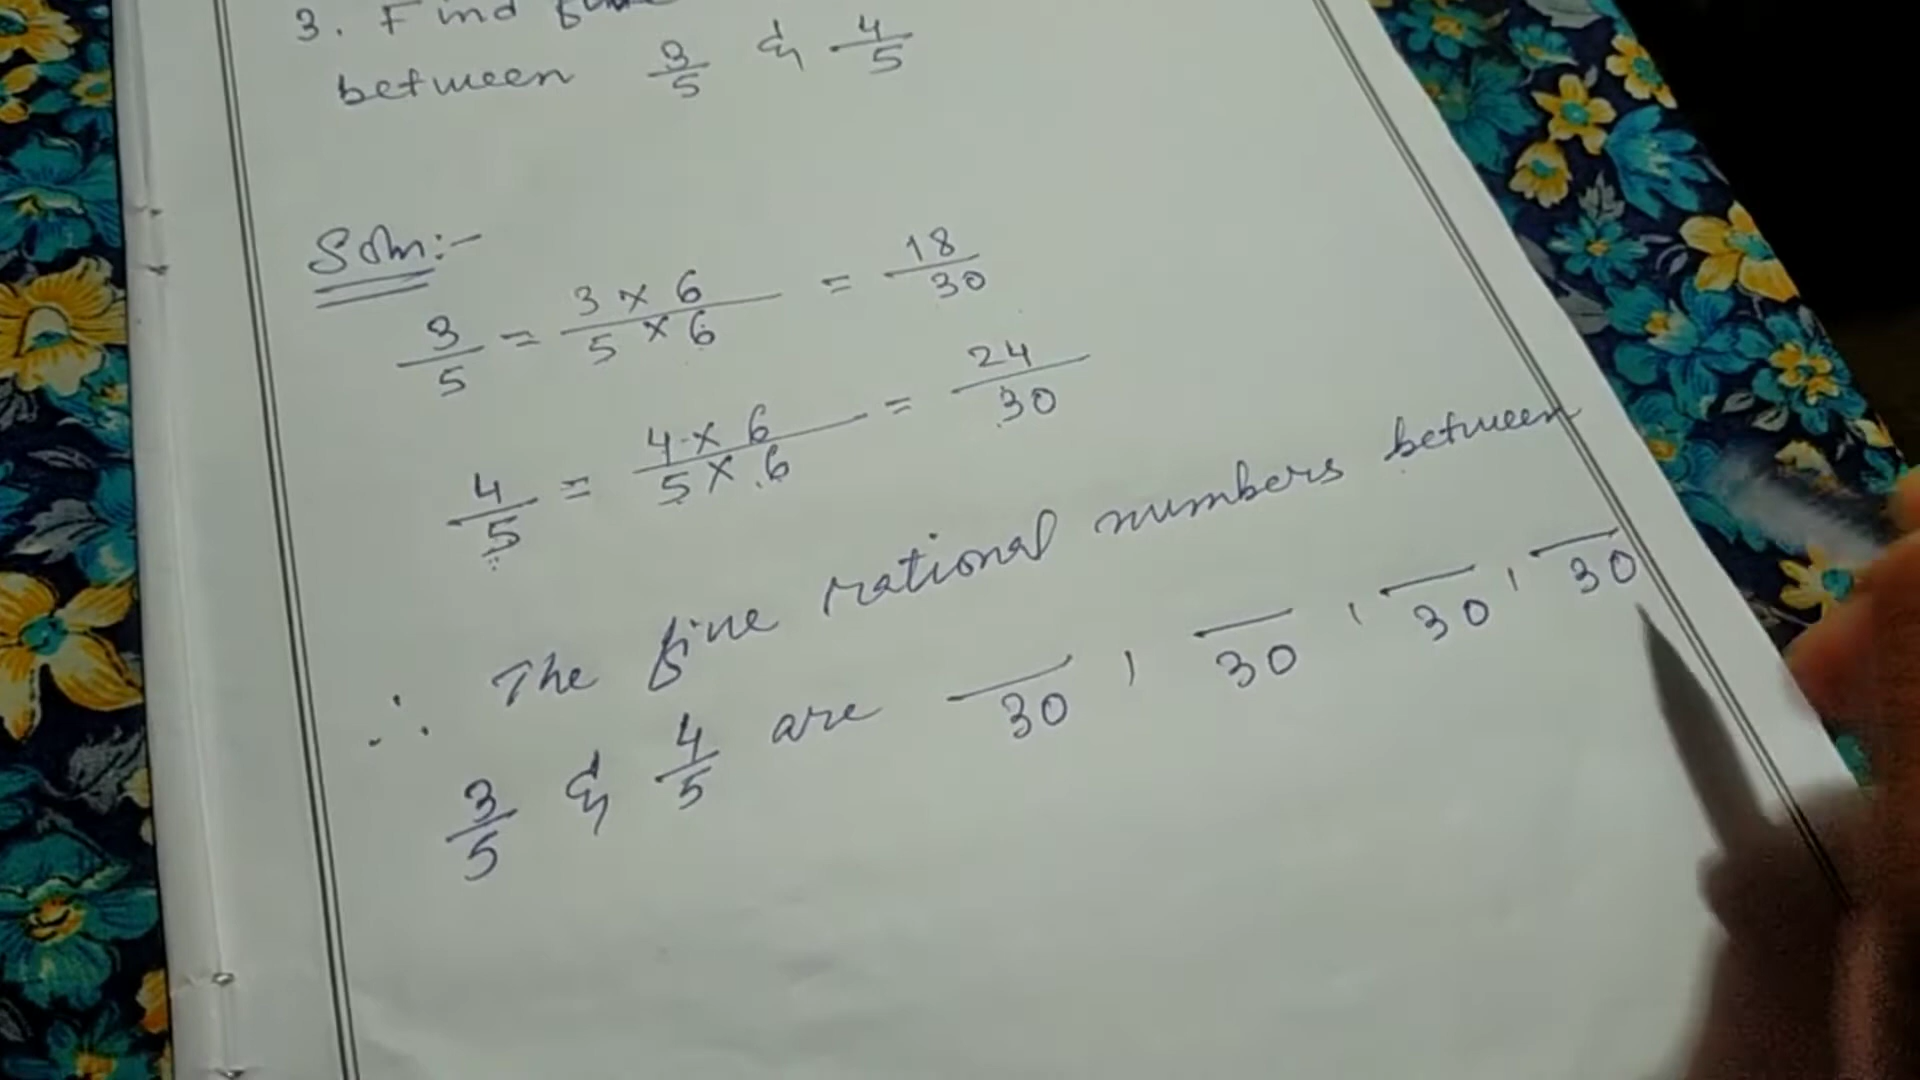 3. Find
between 3/5 & 4/5
Soln:-
3/5 = 3 × 6 / 5 × 6 = 18/30
4/5 = 4 × 6 / 5 × 6 = 24/30
∴ The five rational numbers between
3/5 & 4/5 are /30 , /30 , /30 , /30